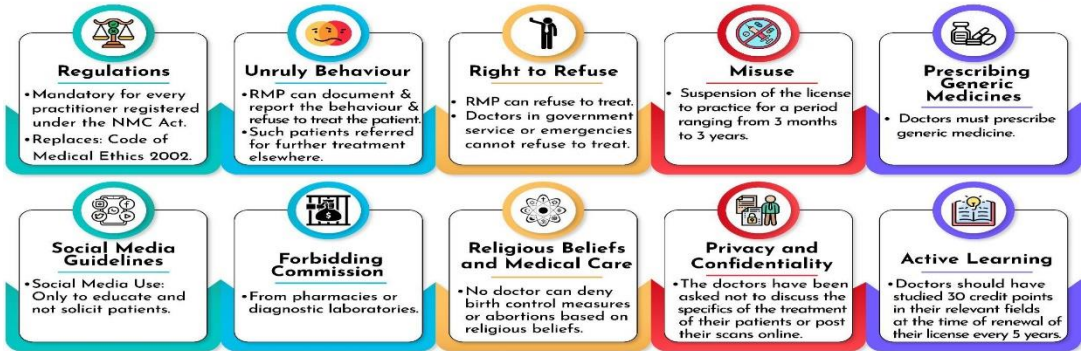 Regulations
•Mandatory for every
practitioner registered
under the NMC Act.
•Replaces: Code of
Medical Ethics 2002.
Unruly Behaviour
•RMP can document &
report the behaviour &
refuse to treat the patient.
•Such patients referred
for further treatment
elsewhere.
Right to Refuse
• RMP can refuse to treat.
• Doctors in government
service or emergencies
cannot refuse to treat.
Misuse
• Suspension of the license
to practice for a period
ranging from 3 months
to 3 years.
Prescribing
Generic
Medicines
• Doctors must prescribe
generic medicine.
Social Media
Guidelines
•Social Media Use:
Only to educate and
not solicit patients.
Forbidding
Commission
•From pharmacies or
diagnostic laboratories.
Religious Beliefs
and Medical Care
•No doctor can deny
birth control measures
or abortions based on
religious beliefs.
Privacy and
Confidentiality
•The doctors have been
asked not to discuss the
specifics of the treatment
of their patients or post
their scans online.
Active Learning
•Doctors should have
studied 30 credit points
in their relevant fields
at the time of renewal of
their license every 5 years.